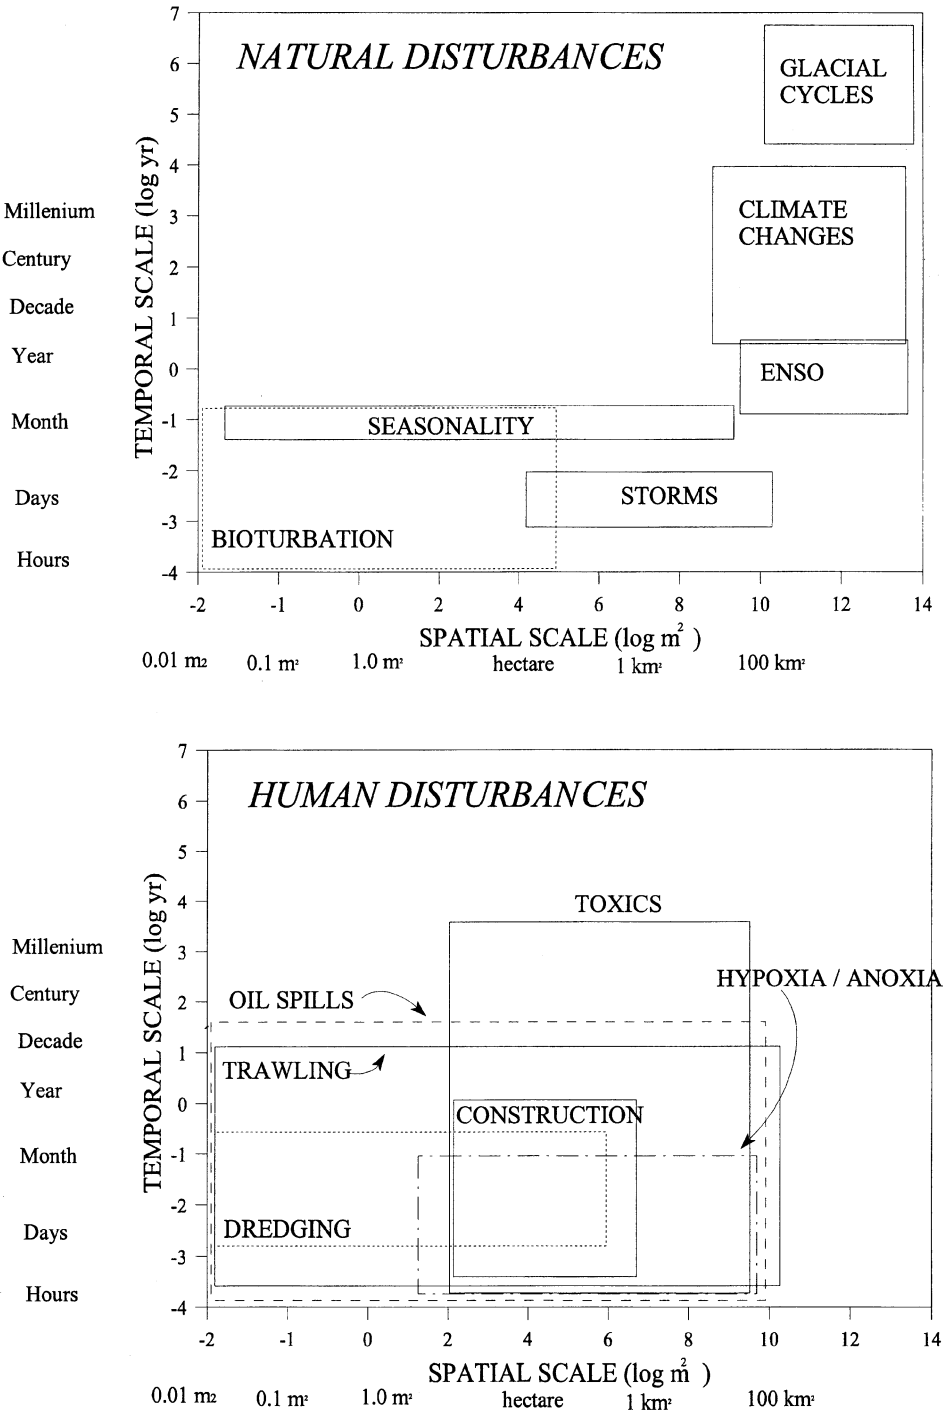 NATURAL DISTURBANCES
7
6
5
4
3
2
1
0
-1
-2
-3
-4
TEMPORAL SCALE (log yr)
Millenium
Century
Decade
Year
Month
Days
Hours
GLACIAL
CYCLES
CLIMATE
CHANGES
ENSO
SEASONALITY
STORMS
BIOTURBATION
-2 -1 0 2 4 6 8 10 12 14
SPATIAL SCALE (log m²)
0.01 m2 0.1 m² 1.0 m² hectare 1 km² 100 km²
HUMAN DISTURBANCES
7
6
5
4
3
2
1
0
-1
-2
-3
-4
TEMPORAL SCALE (log yr)
Millenium
Century
Decade
Year
Month
Days
Hours
TOXICS
HYPOXIA / ANOXIA
OIL SPILLS
TRAWLING
CONSTRUCTION
DREDGING
-2 -1 0 2 4 6 8 10 12 14
SPATIAL SCALE (log m²)
0.01 m2 0.1 m² 1.0 m² hectare 1 km² 100 km²